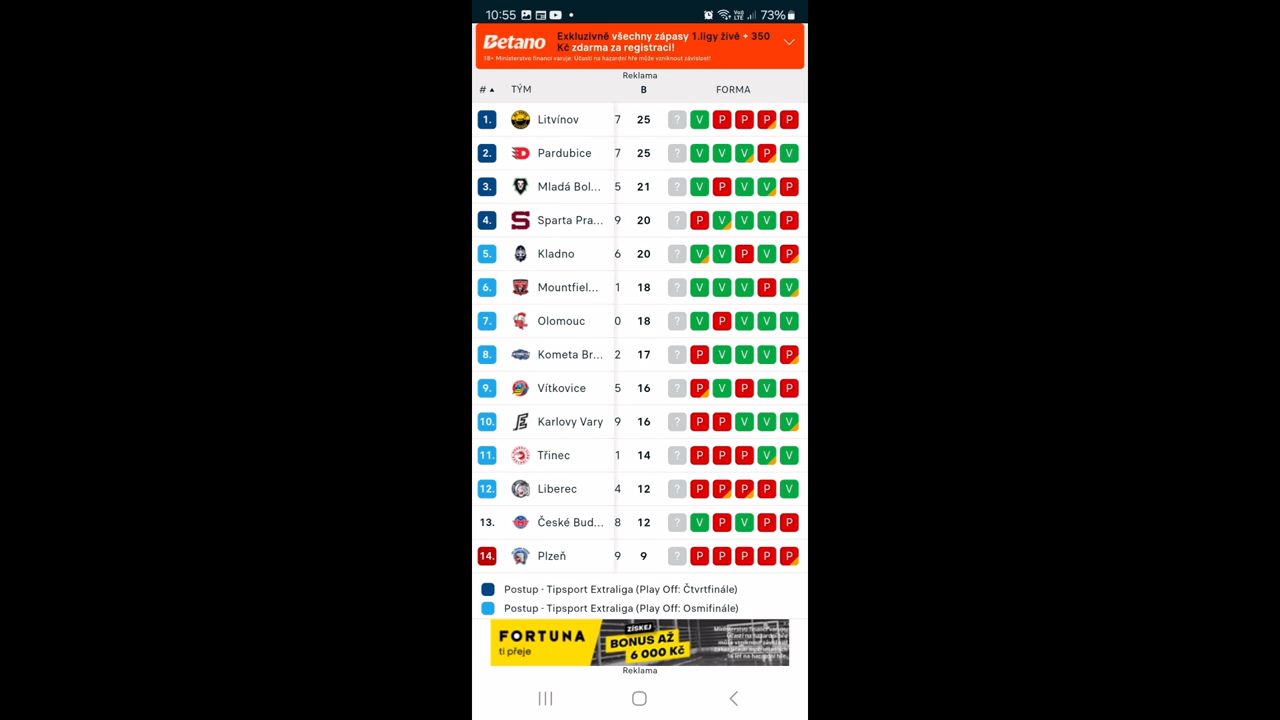 10:55 73%
Betano Exkluzivně všechny zápasy 1.ligy živě + 350
Kč zdarma za registraci!
18+ Ministerstvo financí varuje: Účastí na hazardní hře může vzniknout závislost!
Reklama
# TÝM B FORMA
1. Litvínov 7 25 ? V P P P P
2. Pardubice 7 25 ? V V V P V
3. Mladá Bol... 5 21 ? V P V V P
4. Sparta Pra... 9 20 ? P V V V P
5. Kladno 6 20 ? V V P V P
6. Mountfiel... 1 18 ? V V V P V
7. Olomouc 0 18 ? V P V V V
8. Kometa Br... 2 17 ? P V V V P
9. Vítkovice 5 16 ? P V P V P
10. Karlovy Vary 9 16 ? P P V V V
11. Třinec 1 14 ? P P P V V
12. Liberec 4 12 ? P P P P V
13. České Bud... 8 12 ? V P V P P
14. Plzeň 9 9 ? P P P P P
Postup - Tipsport Extraliga (Play Off: Čtvrtfinále)
Postup - Tipsport Extraliga (Play Off: Osmifinále)
FORTUNA
ti přeje
ZÍSKEJ
BONUS AŽ
6 000 Kč
Reklama